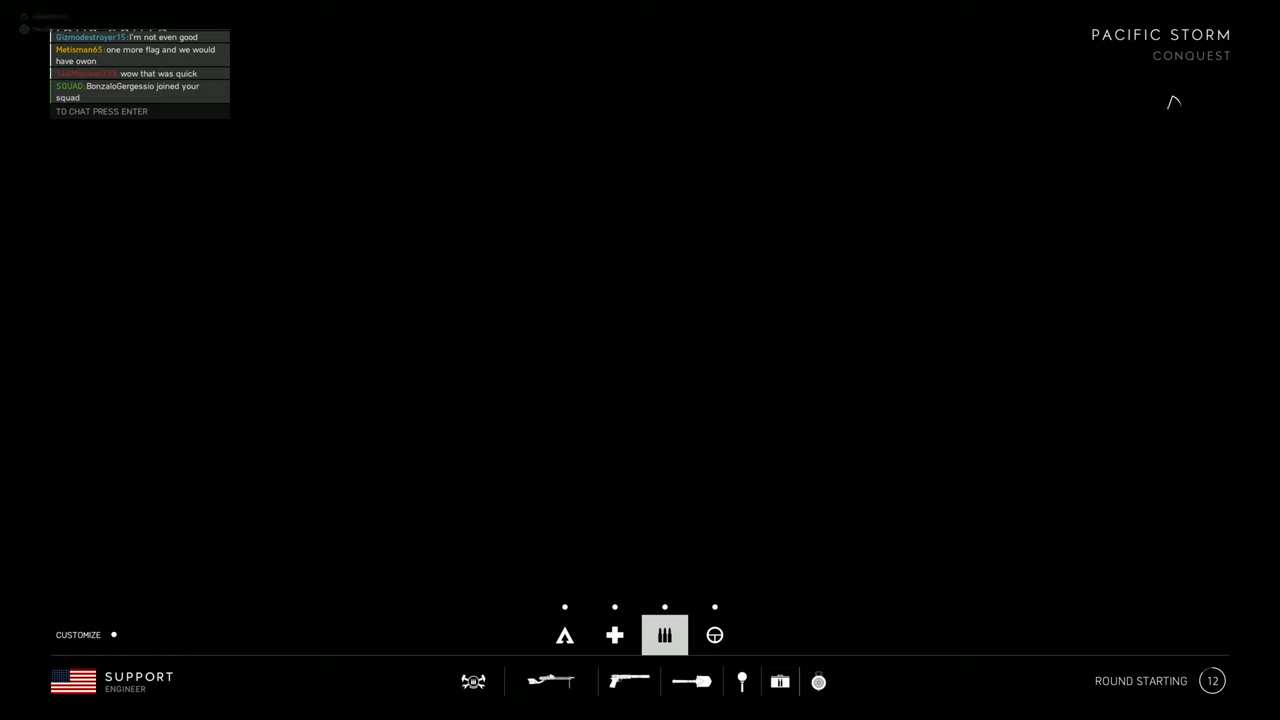 Gizmodestroyer15: I'm not even good
Metisman65: one more flag and we would
have owon
wow that was quick
SQUAD: BonzaloGergessio joined your
squad
TO CHAT PRESS ENTER
PACIFIC STORM
CONQUEST
CUSTOMIZE
SUPPORT
ENGINEER
ROUND STARTING 12